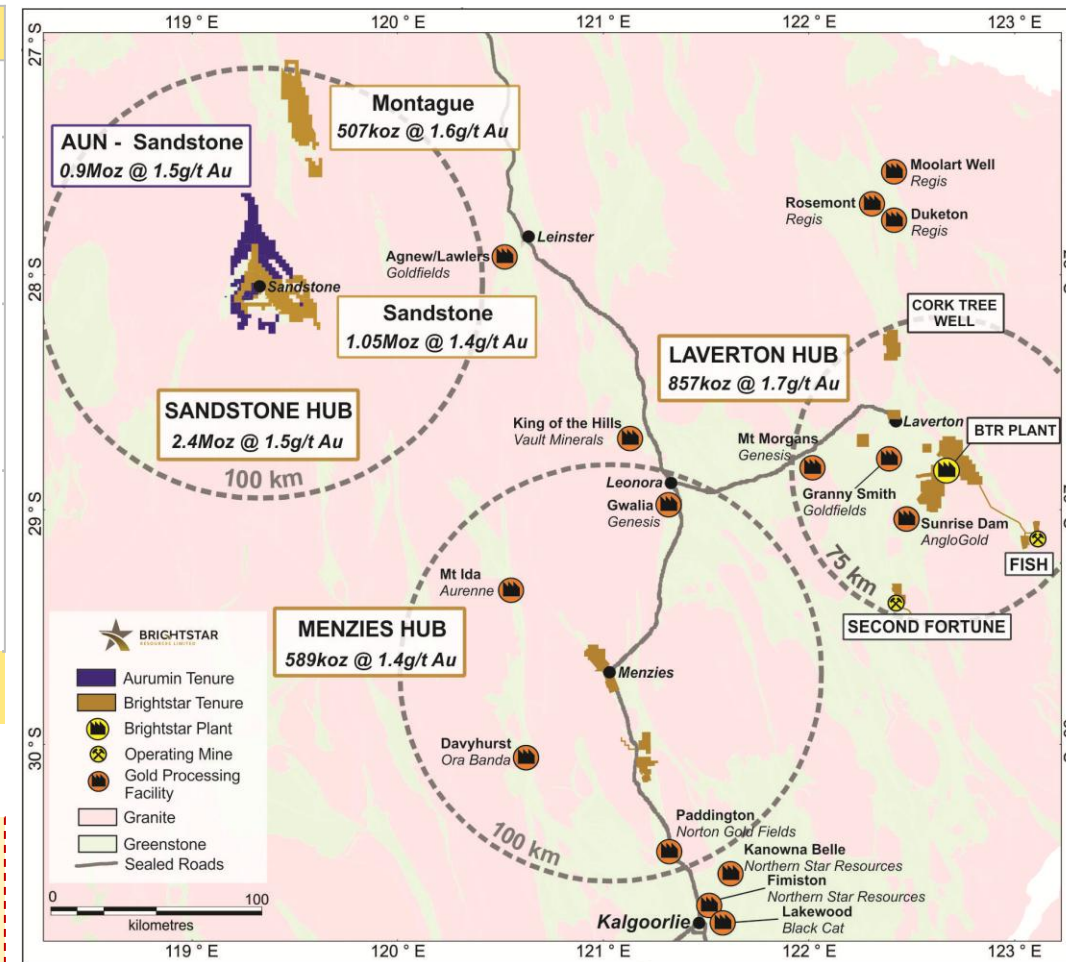 119 ° E
120 ° E
121 ° E
122 ° E
123 ° E
27° S
28° S
29° S
30° S
Montague
507koz @ 1.6g/t Au
AUN - Sandstone
0.9Moz @ 1.5g/t Au
Sandstone
Sandstone
1.05Moz @ 1.4g/t Au
SANDSTONE HUB
2.4Moz @ 1.5g/t Au
100 km
Agnew/Lawlers
Goldfields
Leinster
Moolart Well
Regis
Rosemont
Regis
Duketon
Regis
CORK TREE
WELL
LAVERTON HUB
857koz @ 1.7g/t Au
Laverton
BTR PLANT
King of the Hills
Vault Minerals
Mt Morgans
Genesis
Granny Smith
Goldfields
Leonora
Gwalia
Genesis
Sunrise Dam
AngloGold
FISH
75 km
SECOND FORTUNE
Mt Ida
Aurenne
MENZIES HUB
589koz @ 1.4g/t Au
Menzies
Davyhurst
Ora Banda
100 km
Paddington
Norton Gold Fields
Kanowna Belle
Northern Star Resources
Fimiston
Northern Star Resources
Lakewood
Black Cat
Kalgoorlie
BRIGHTSTAR
RESOURCES LIMITED
Aurumin Tenure
Brightstar Tenure
Brightstar Plant
Operating Mine
Gold Processing
Facility
Granite
Greenstone
Sealed Roads
0
100
kilometres
119 ° E
120 ° E
121 ° E
122 ° E
123 ° E